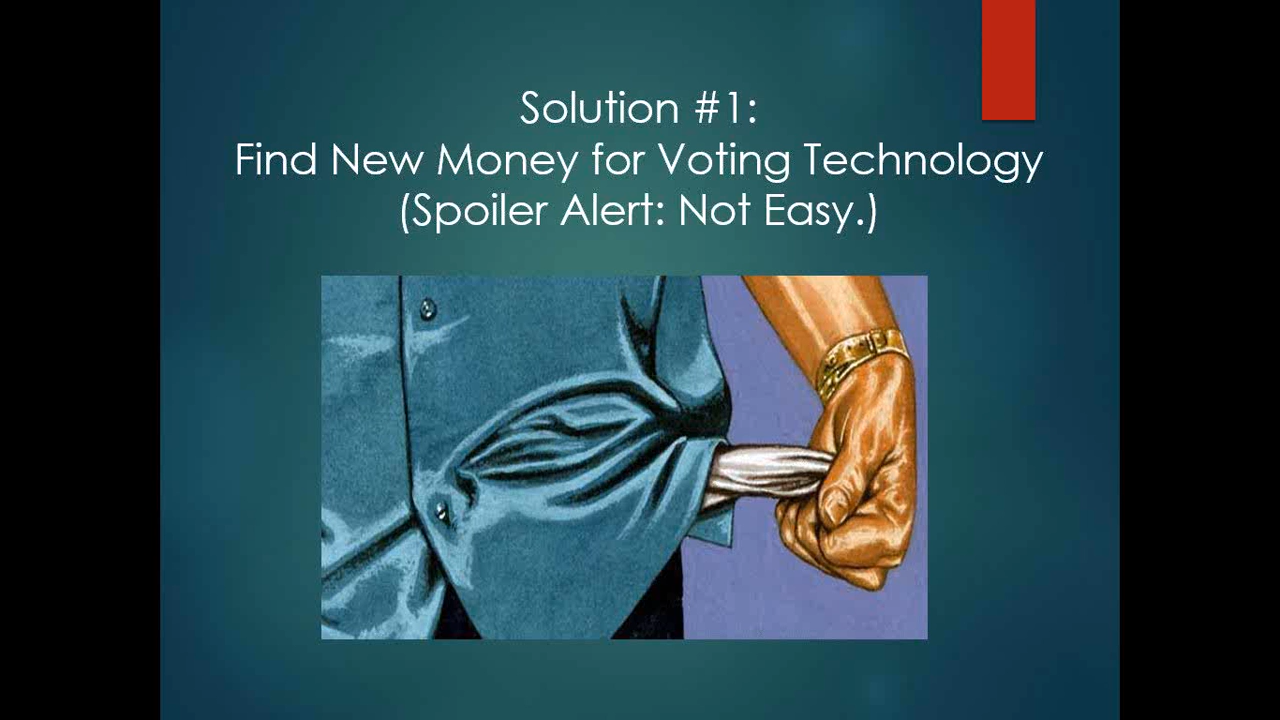 Solution #1:
Find New Money for Voting Technology
(Spoiler Alert: Not Easy.)